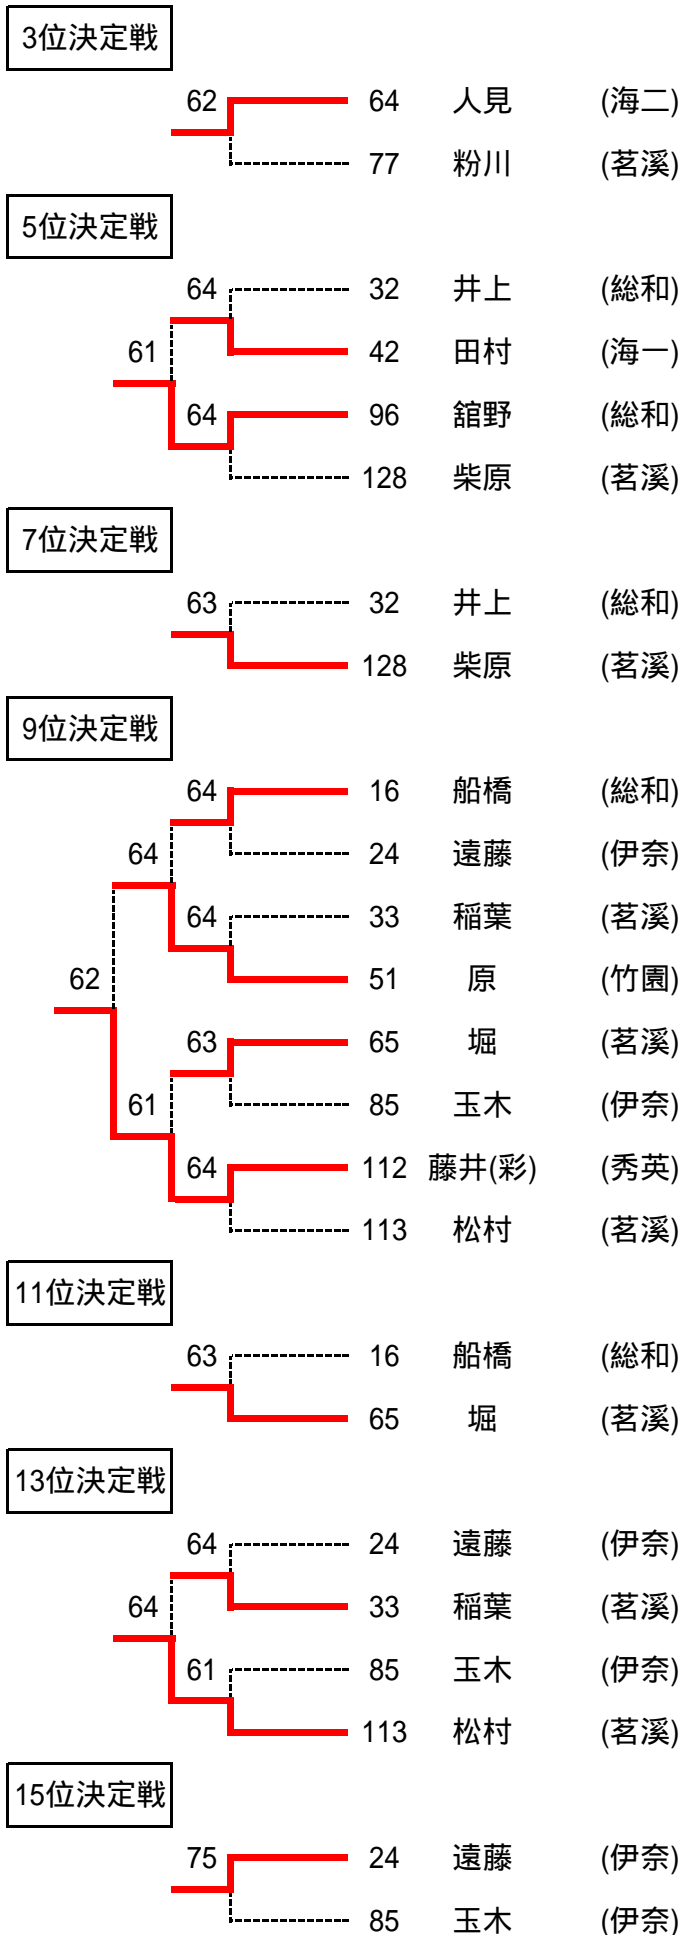 3位決定戦
62 64 人見 (海二)
77 粉川 (茗溪)
5位決定戦
64 32 井上 (総和)
61 42 田村 (海一)
64 96 舘野 (総和)
128 柴原 (茗溪)
7位決定戦
63 32 井上 (総和)
128 柴原 (茗溪)
9位決定戦
64 16 船橋 (総和)
64 24 遠藤 (伊奈)
64 33 稲葉 (茗溪)
62 51 原 (竹園)
63 65 堀 (茗溪)
61 85 玉木 (伊奈)
64 112 藤井(彩) (秀英)
113 松村 (茗溪)
11位決定戦
63 16 船橋 (総和)
65 堀 (茗溪)
13位決定戦
64 24 遠藤 (伊奈)
64 33 稲葉 (茗溪)
61 85 玉木 (伊奈)
113 松村 (茗溪)
15位決定戦
75 24 遠藤 (伊奈)
85 玉木 (伊奈)